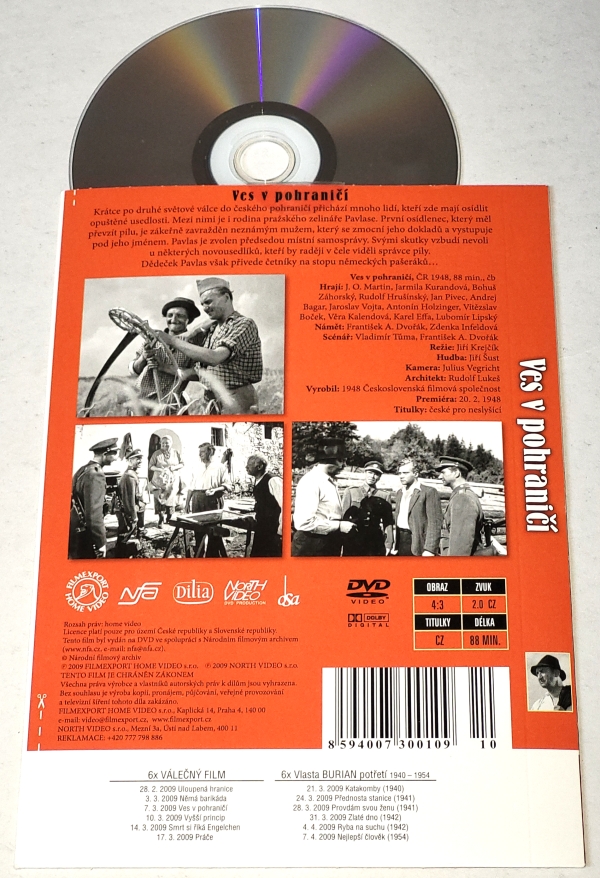 Ves v pohraničí
Krátce po druhé světové válce do českého pohraničí přichází mnoho lidí, kteří zde mají osídlit
opuštěné usedlosti. Mezi nimi je i rodina pražského zelináře Pavlase. První osídlenec, který měl
převzít pilu, je zákeřně zavražděn neznámým mužem, který se zmocní jeho dokladů a vystupuje
pod jeho jménem. Pavlas je zvolen předsedou místní samosprávy. Svými skutky vzbudí nevoli
u některých novousedlíků, kteří by raději v čele viděli správce pily.
Dědeček Pavlas však přivede četníky na stopu německých pašeráků…
Ves v pohraničí, ČR 1948, 88 min., čb
Hrají: J. O. Martin, Jarmila Kurandová, Bohuš
Záhorský, Rudolf Hrušínský, Jan Pivec, Andrej
Bagar, Jaroslav Vojta, Antonín Holzinger, Vítězslav
Boček, Věra Kalendová, Karel Effa, Lubomír Lipský
Námět: František A. Dvořák, Zdenka Infeldová
Scénář: Vladimír Tůma, František A. Dvořák
Režie: Jiří Krejčík
Hudba: Jiří Šust
Kamera: Julius Vegricht
Architekt: Rudolf Lukeš
Vyrobil: 1948 Československá filmová společnost
Premiéra: 20. 2. 1948
Titulky: české pro neslyšící
Ves v pohraničí
FILMEXPORT
HOME VIDEO
nfa
Dilia
NORTH
VIDEO
DVD PRODUCTION
osa
DVD
VIDEO
DOLBY
DIGITAL
OBRAZ ZVUK
4:3 2.0 CZ
TITULKY DÉLKA
CZ 88 MIN.
Rozsah práv: home video
Licence platí pouze pro území České republiky a Slovenské republiky.
Tento film byl vydán na DVD ve spolupráci s Národním filmovým archivem
(www.nfa.cz, e-mail: nfa@nfa.cz).
© Národní filmový archiv
℗ 2009 FILMEXPORT HOME VIDEO s.r.o. ℗ 2009 NORTH VIDEO s.r.o.
TENTO FILM JE CHRÁNĚN ZÁKONEM
Všechna práva výrobce a vlastníků autorských práv k dílům jsou vyhrazena.
Bez souhlasu je výroba kopií, pronájem, půjčování, veřejné provozování
a televizní šíření tohoto díla zakázáno.
FILMEXPORT HOME VIDEO s.r.o., Kaplická 14, Praha 4, 140 00
e-mail: video@filmexport.cz, www.filmexport.cz
NORTH VIDEO s.r.o., Mezní 3a, Ústí nad Labem, 400 11
REKLAMACE: +420 777 798 886
8 594007 300109 10
6x VÁLEČNÝ FILM
28. 2. 2009 Uloupená hranice
3. 3. 2009 Němá barikáda
7. 3. 2009 Ves v pohraničí
10. 3. 2009 Vyšší princip
14. 3. 2009 Smrt si říká Engelchen
17. 3. 2009 Práče
6x Vlasta BURIAN potřetí 1940 – 1954
21. 3. 2009 Katakomby (1940)
24. 3. 2009 Přednosta stanice (1941)
28. 3. 2009 Provdám svou ženu (1941)
31. 3. 2009 Zlaté dno (1942)
4. 4. 2009 Ryba na suchu (1942)
7. 4. 2009 Nejlepší člověk (1954)